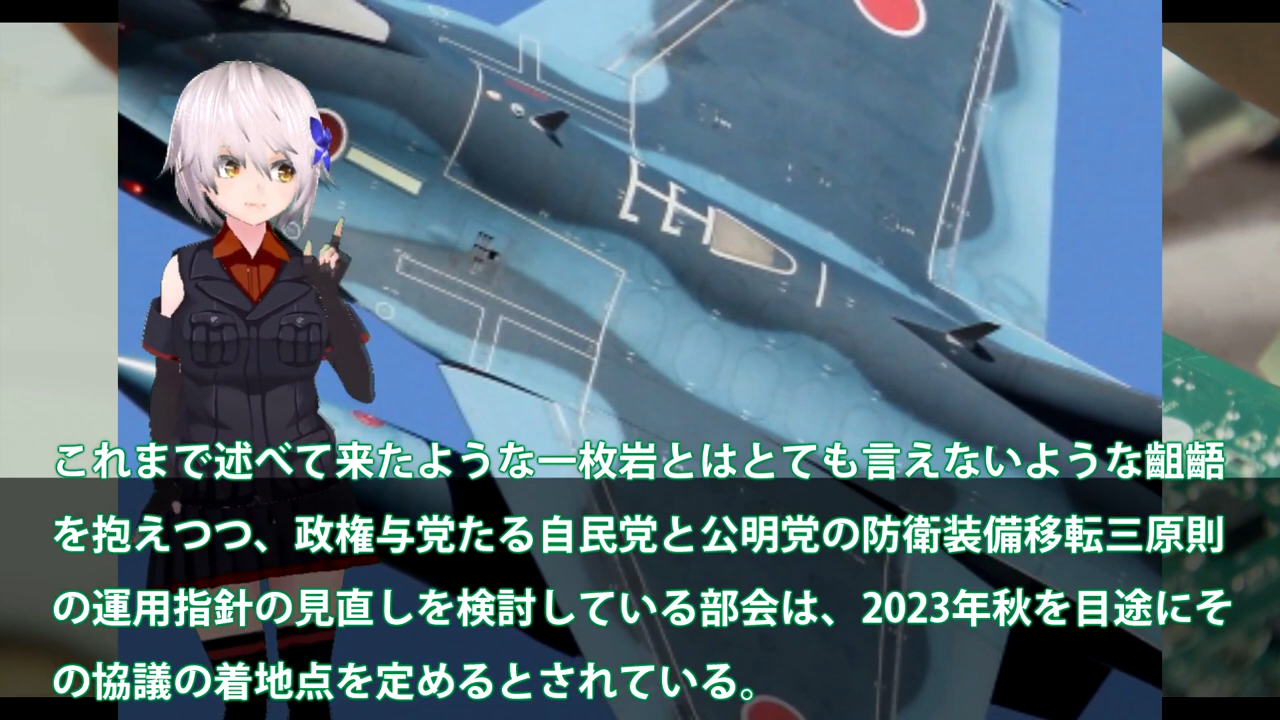 これまで述べて来たような一枚岩とはとても言えないような齟齬
を抱えつつ、政権与党たる自民党と公明党の防衛装備移転三原則
の運用指針の見直しを検討している部会は、2023年秋を目途にそ
の協議の着地点を定めるとされている。